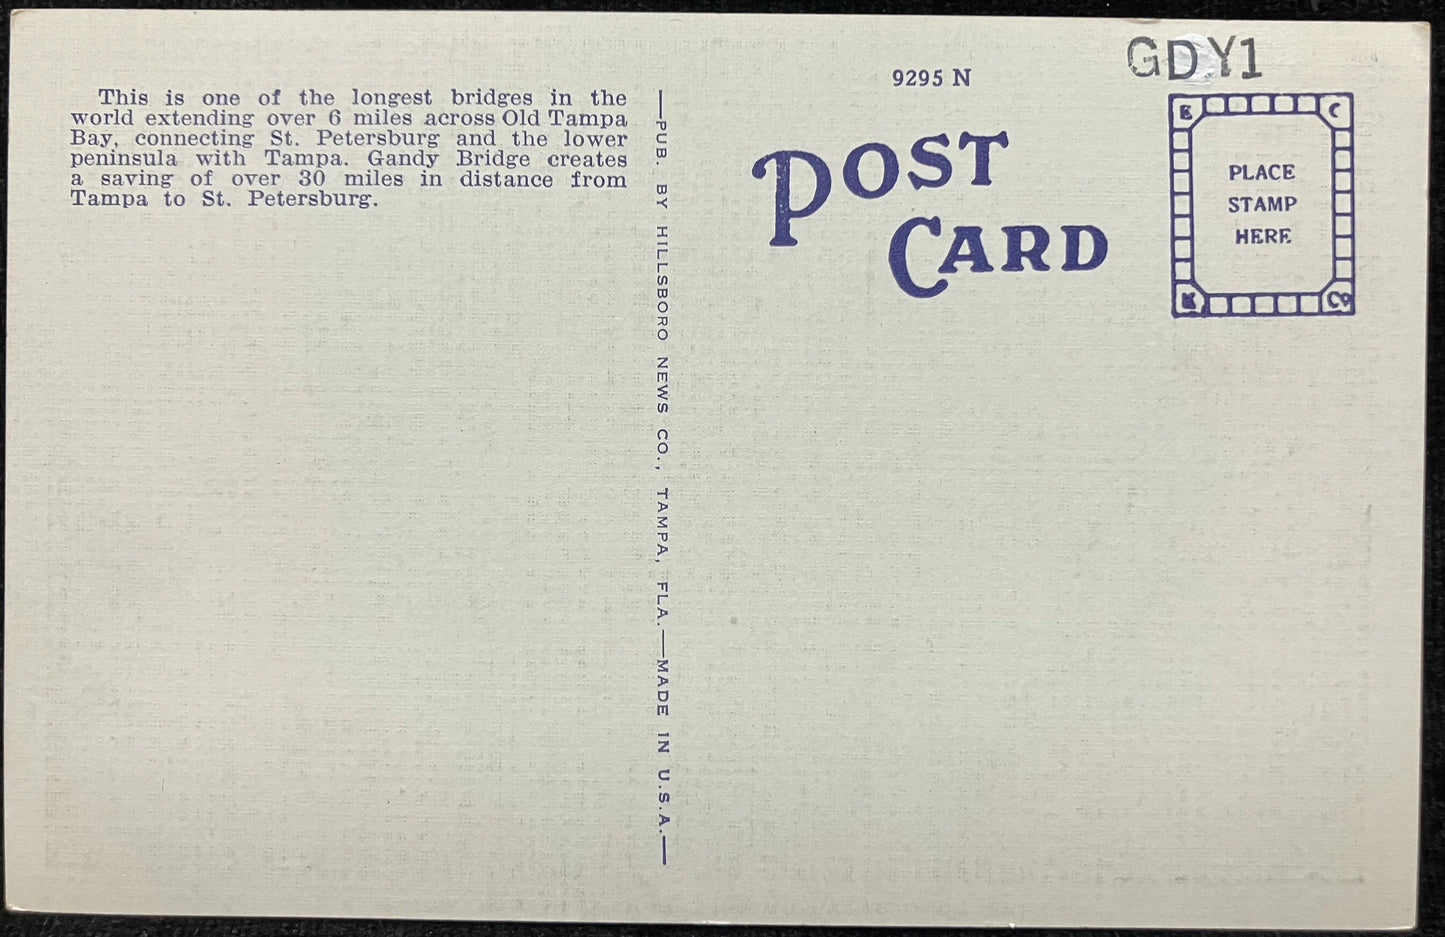 This is one of the longest bridges in the
world extending over 6 miles across Old Tampa
Bay, connecting St. Petersburg and the lower
peninsula with Tampa. Gandy Bridge creates
a saving of over 30 miles in distance from
Tampa to St. Petersburg.
—PUB. BY HILLSBORO NEWS CO., TAMPA, FLA.—MADE IN U.S.A.—
9295 N
POST
CARD
GDY1
E C
PLACE
STAMP
HERE
K Co